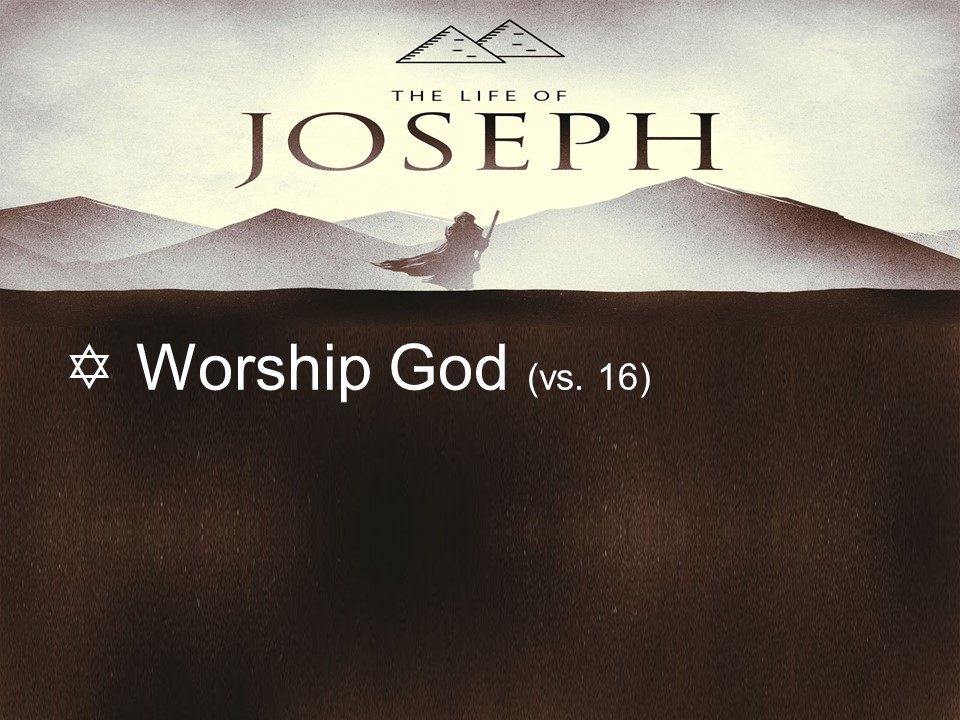 THE LIFE OF
JOSEPH
✡ Worship God (vs. 16)